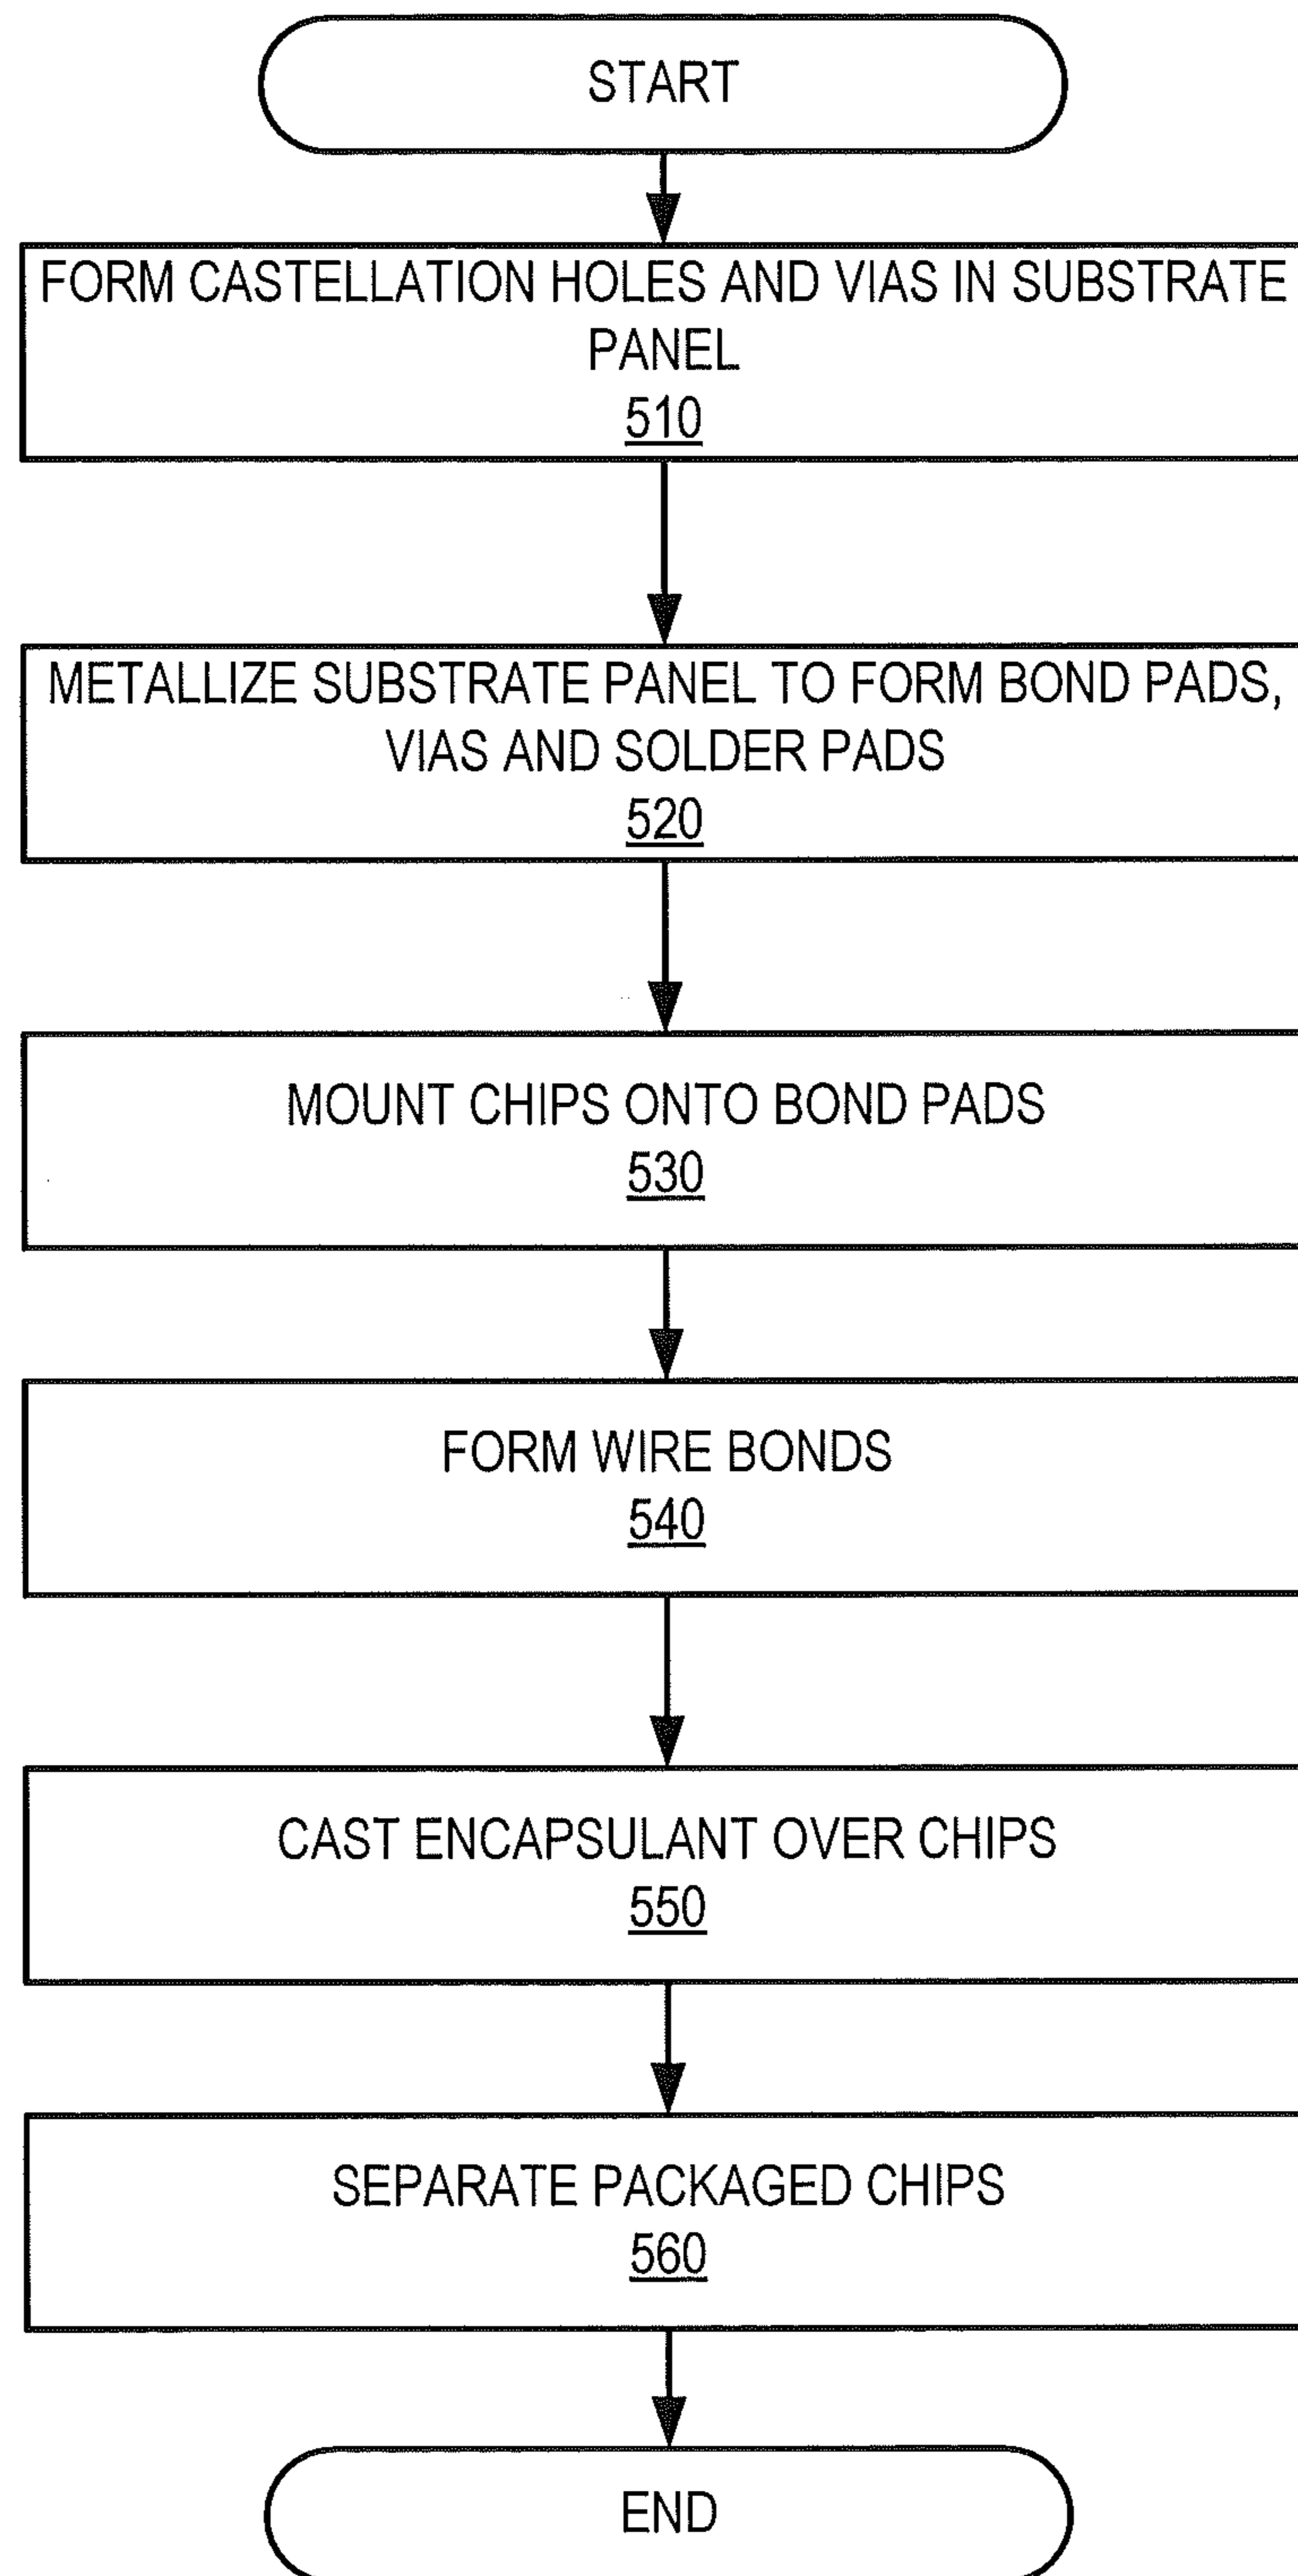 START
FORM CASTELLATION HOLES AND VIAS IN SUBSTRATE
PANEL
510
METALLIZE SUBSTRATE PANEL TO FORM BOND PADS,
VIAS AND SOLDER PADS
520
MOUNT CHIPS ONTO BOND PADS
530
FORM WIRE BONDS
540
CAST ENCAPSULANT OVER CHIPS
550
SEPARATE PACKAGED CHIPS
560
END